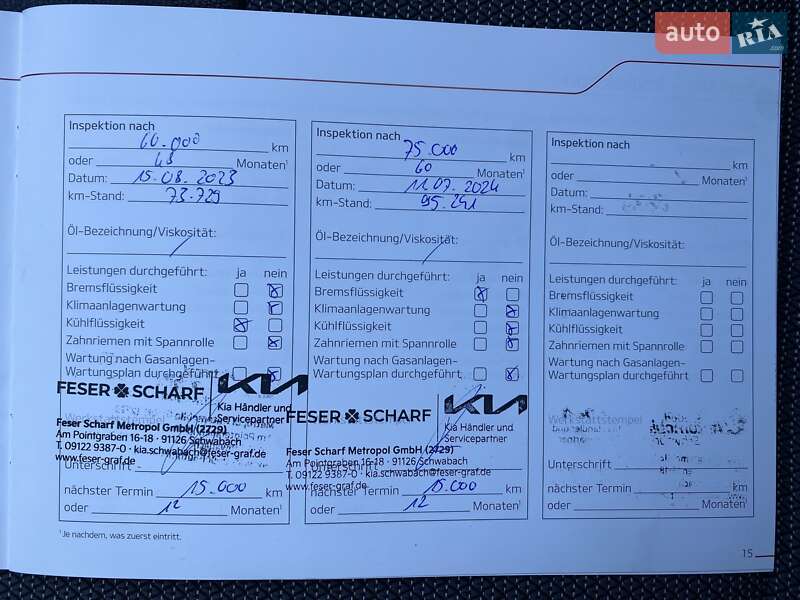 auto RIA.com
Inspektion nach
60.000 km
oder 48 Monaten¹
Datum: 15.08.2023
km-Stand: 73.729
Öl-Bezeichnung/Viskosität:
/
Leistungen durchgeführt: ja nein
Bremsflüssigkeit
Klimaanlagenwartung
Kühlflüssigkeit
Zahnriemen mit Spannrolle
Wartung nach Gasanlagen-
Wartungsplan durchgeführt
FESER SCHARF KIA
Kia Händler und
Servicepartner
Feser Scharf Metropol GmbH (2729)
Am Pointgraben 16-18 · 91126 Schwabach
T. 09122 9387-0 · kia.schwabach@feser-graf.de
www.feser-graf.de
Unterschrift
nächster Termin 15.000 km
oder 12 Monaten¹
¹Je nachdem, was zuerst eintritt.
Inspektion nach
75.000 km
oder 60 Monaten¹
Datum: 11.07.2024
km-Stand: 95.241
Öl-Bezeichnung/Viskosität:
/
Leistungen durchgeführt: ja nein
Bremsflüssigkeit
Klimaanlagenwartung
Kühlflüssigkeit
Zahnriemen mit Spannrolle
Wartung nach Gasanlagen-
Wartungsplan durchgeführt
FESER SCHARF KIA
Kia Händler und
Servicepartner
Feser Scharf Metropol GmbH (2729)
Am Pointgraben 16-18 · 91126 Schwabach
T. 09122 9387-0 · kia.schwabach@feser-graf.de
www.feser-graf.de
Unterschrift
nächster Termin 15.000 km
oder 12 Monaten¹
Inspektion nach
km
oder Monaten¹
Datum:
km-Stand:
Öl-Bezeichnung/Viskosität:
Leistungen durchgeführt: ja nein
Bremsflüssigkeit
Klimaanlagenwartung
Kühlflüssigkeit
Zahnriemen mit Spannrolle
Wartung nach Gasanlagen-
Wartungsplan durchgeführt
Werkstattstempel
Unterschrift
nächster Termin km
oder Monaten¹
15